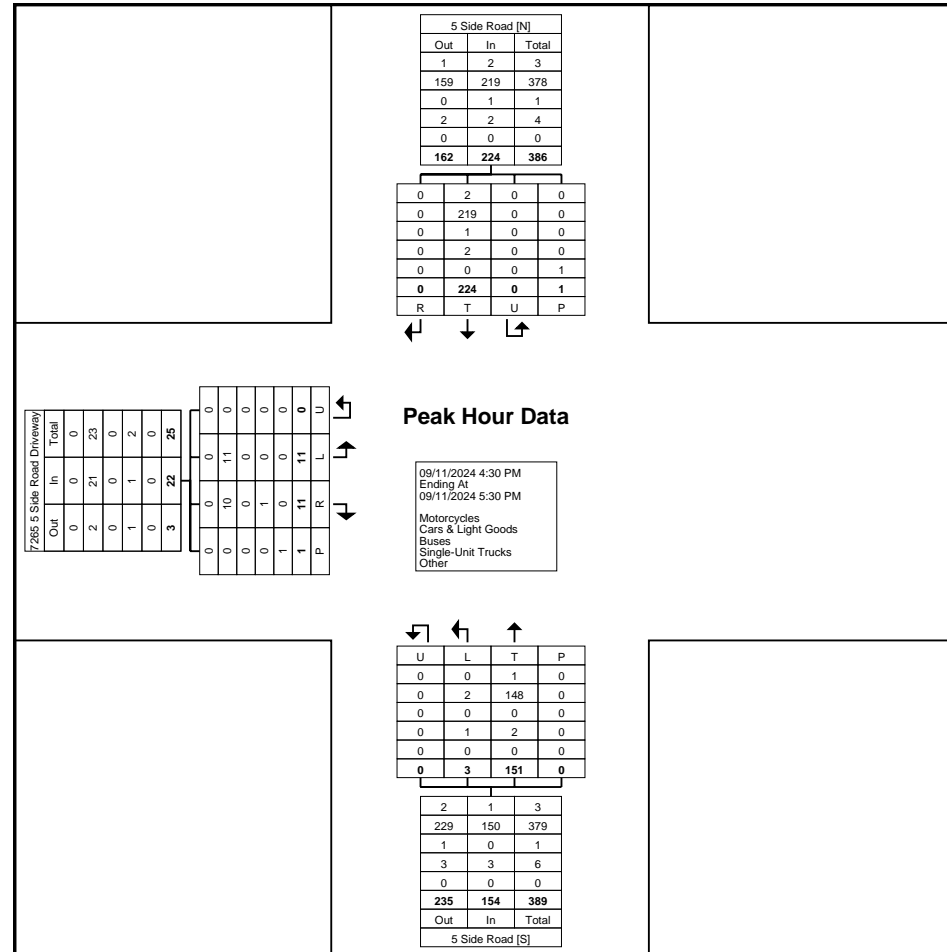 5 Side Road [N]
Out In Total
1 2 3
159 219 378
0 1 1
2 2 4
0 0 0
162 224 386
0 2 0 0
0 219 0 0
0 1 0 0
0 2 0 0
0 0 0 1
0 224 0 1
R T U P
7265 5 Side Road Driveway
Total 0 23 0 2 0 25
In 0 21 0 1 0 22
Out 0 2 0 1 0 3
0 0 0 0 0 0 U
0 11 0 0 0 11 L
0 10 0 1 0 11 R
0 0 0 0 1 1 P
Peak Hour Data
09/11/2024 4:30 PM
Ending At
09/11/2024 5:30 PM
Motorcycles
Cars & Light Goods
Buses
Single-Unit Trucks
Other
U L T P
0 0 1 0
0 2 148 0
0 0 0 0
0 1 2 0
0 0 0 0
0 3 151 0
2 1 3
229 150 379
1 0 1
3 3 6
0 0 0
235 154 389
Out In Total
5 Side Road [S]